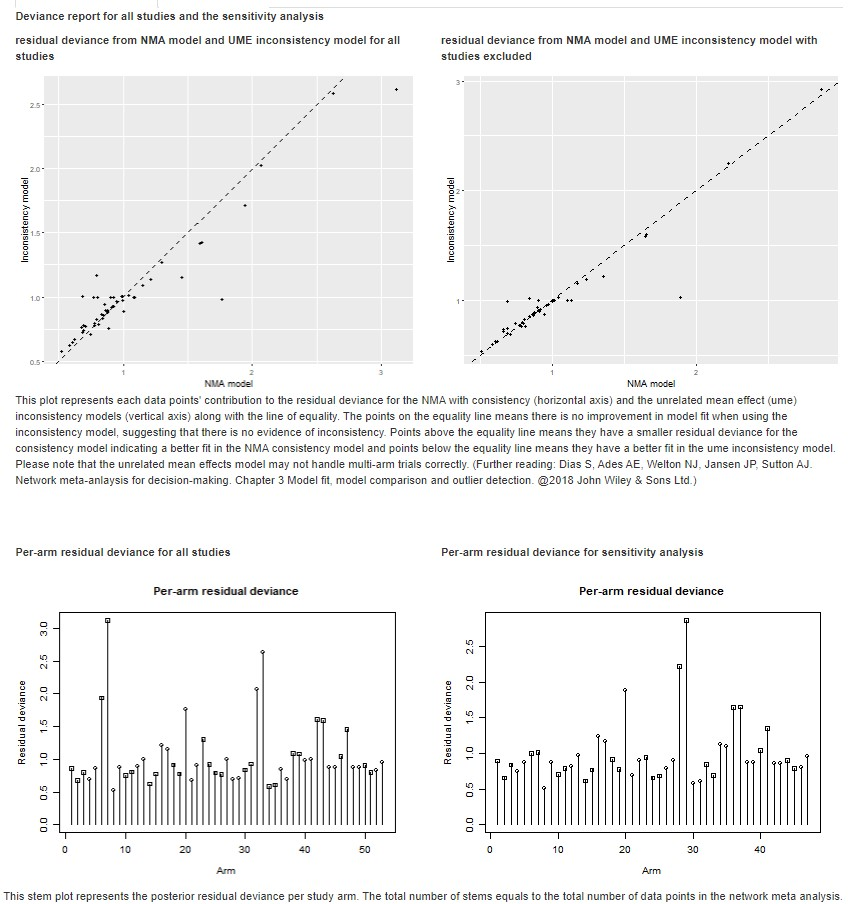 Deviance report for all studies and the sensitivity analysis
residual deviance from NMA model and UME inconsistency model for all
studies
residual deviance from NMA model and UME inconsistency model with
studies excluded
2.5
2.0
1.5
1.0
0.5
Inconsistency model
1
2
3
NMA model
3
2
1
Inconsistency model
1
2
NMA model
This plot represents each data points' contribution to the residual deviance for the NMA with consistency (horizontal axis) and the unrelated mean effect (ume)
inconsistency models (vertical axis) along with the line of equality. The points on the equality line means there is no improvement in model fit when using the
inconsistency model, suggesting that there is no evidence of inconsistency. Points above the equality line means they have a smaller residual deviance for the
consistency model indicating a better fit in the NMA consistency model and points below the equality line means they have a better fit in the ume inconsistency model.
Please note that the unrelated mean effects model may not handle multi-arm trials correctly. (Further reading: Dias S, Ades AE, Welton NJ, Jansen JP, Sutton AJ.
Network meta-anlaysis for decision-making. Chapter 3 Model fit, model comparison and outlier detection. @2018 John Wiley & Sons Ltd.)
Per-arm residual deviance for all studies
Per-arm residual deviance for sensitivity analysis
Per-arm residual deviance
3.0
2.5
2.0
1.5
1.0
0.5
0.0
Residual deviance
0
10
20
30
40
50
Arm
Per-arm residual deviance
2.5
2.0
1.5
1.0
0.5
0.0
Residual deviance
0
10
20
30
40
Arm
This stem plot represents the posterior residual deviance per study arm. The total number of stems equals to the total number of data points in the network meta analysis.